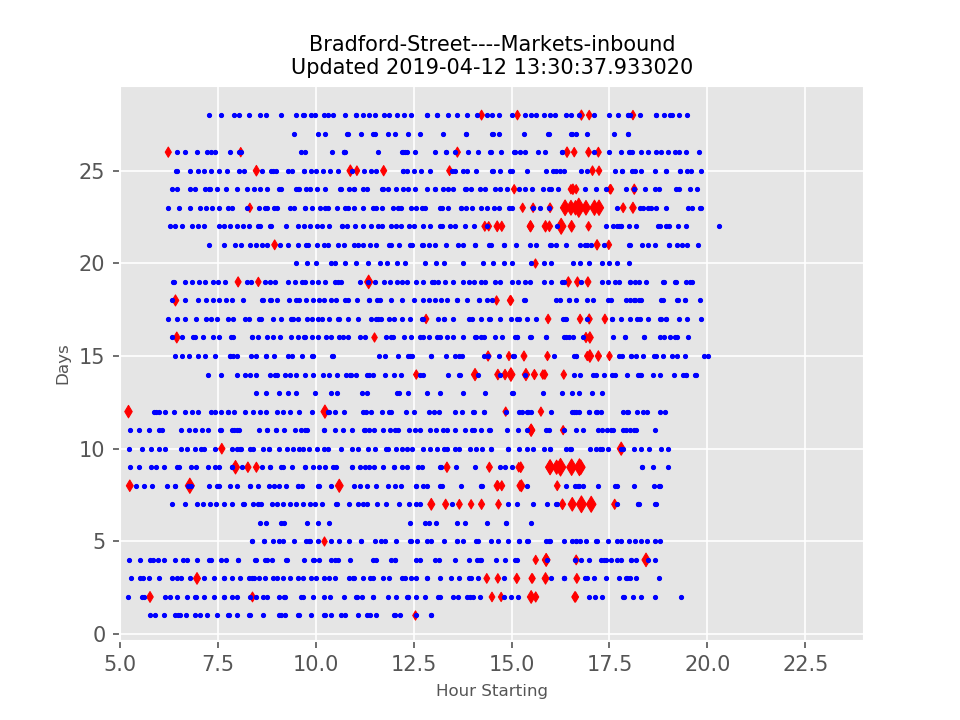 Bradford-Street----Markets-inbound
Updated 2019-04-12 13:30:37.933020
25
20
15
10
5
0
Days
5.0 7.5 10.0 12.5 15.0 17.5 20.0 22.5
Hour Starting